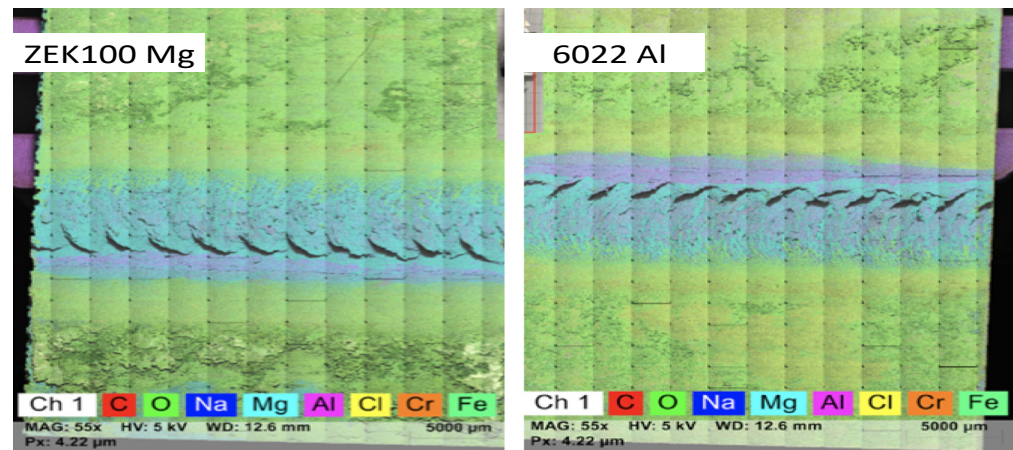 ZEK100 Mg
Ch 1 C O Na Mg Al Cl Cr Fe
MAG: 55x HV: 5 kV WD: 12.6 mm 5000 µm
Px: 4.22 µm
6022 Al
Ch 1 C O Na Mg Al Cl Cr Fe
MAG: 55x HV: 5 kV WD: 12.6 mm 5000 µm
Px: 4.22 µm